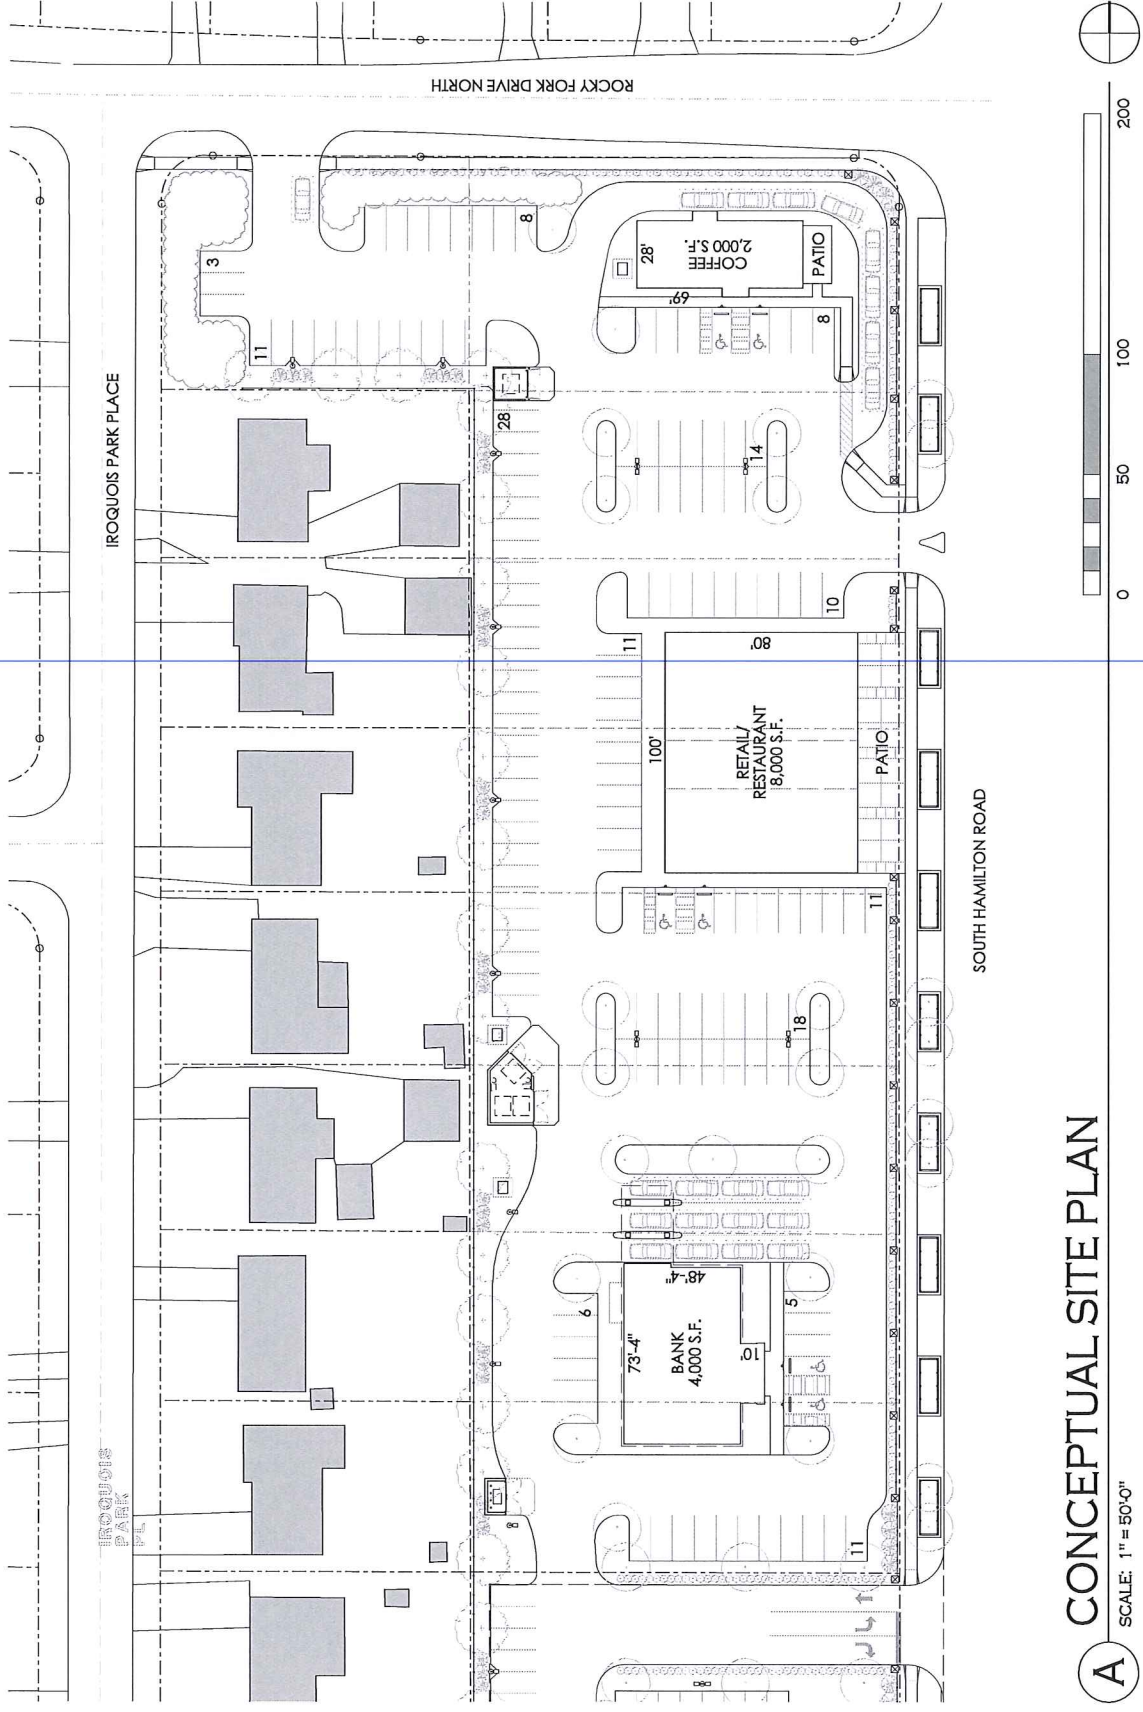 ROCKY FORK DRIVE NORTH
IROQUOIS PARK PLACE
3
8
11
28'
COFFEE
2,000 S.F.
69'
PATIO
8
28
14
10
11
80'
100'
RETAIL/
RESTAURANT
8,000 S.F.
PATIO
11
SOUTH HAMILTON ROAD
18
6
48'-4"
73'-4"
BANK
4,000 S.F.
10'
5
11
IROQUOIS
PARK
PL
0
50
100
200
A
CONCEPTUAL SITE PLAN
SCALE: 1" = 50'-0"